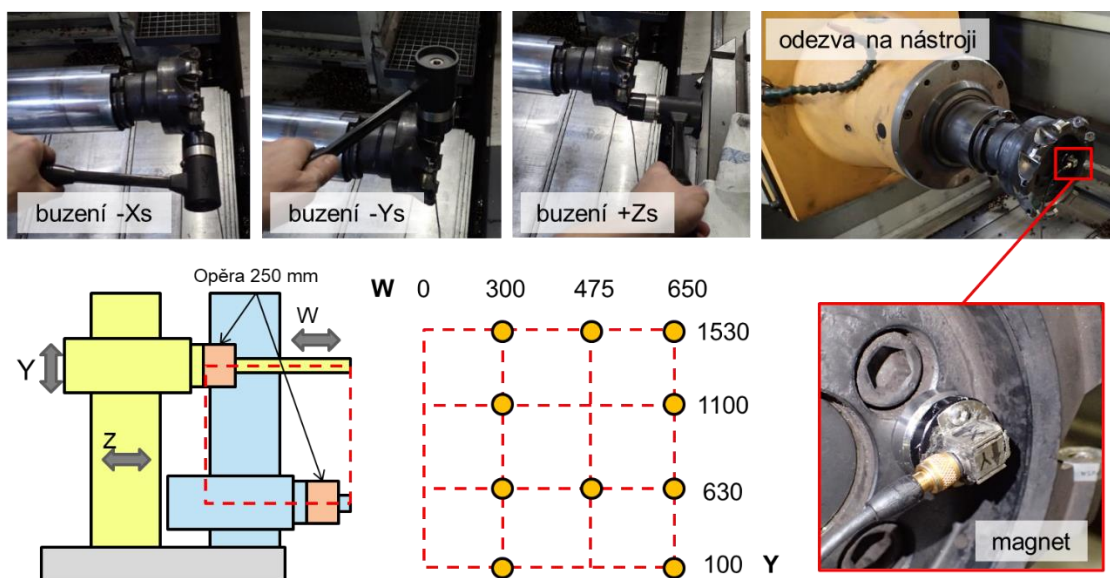 buzení -Xs
buzení -Ys
buzení +Zs
odezva na nástroji
Opěra 250 mm
W
Y
Z
W 0 300 475 650
1530
1100
630
100 Y
magnet